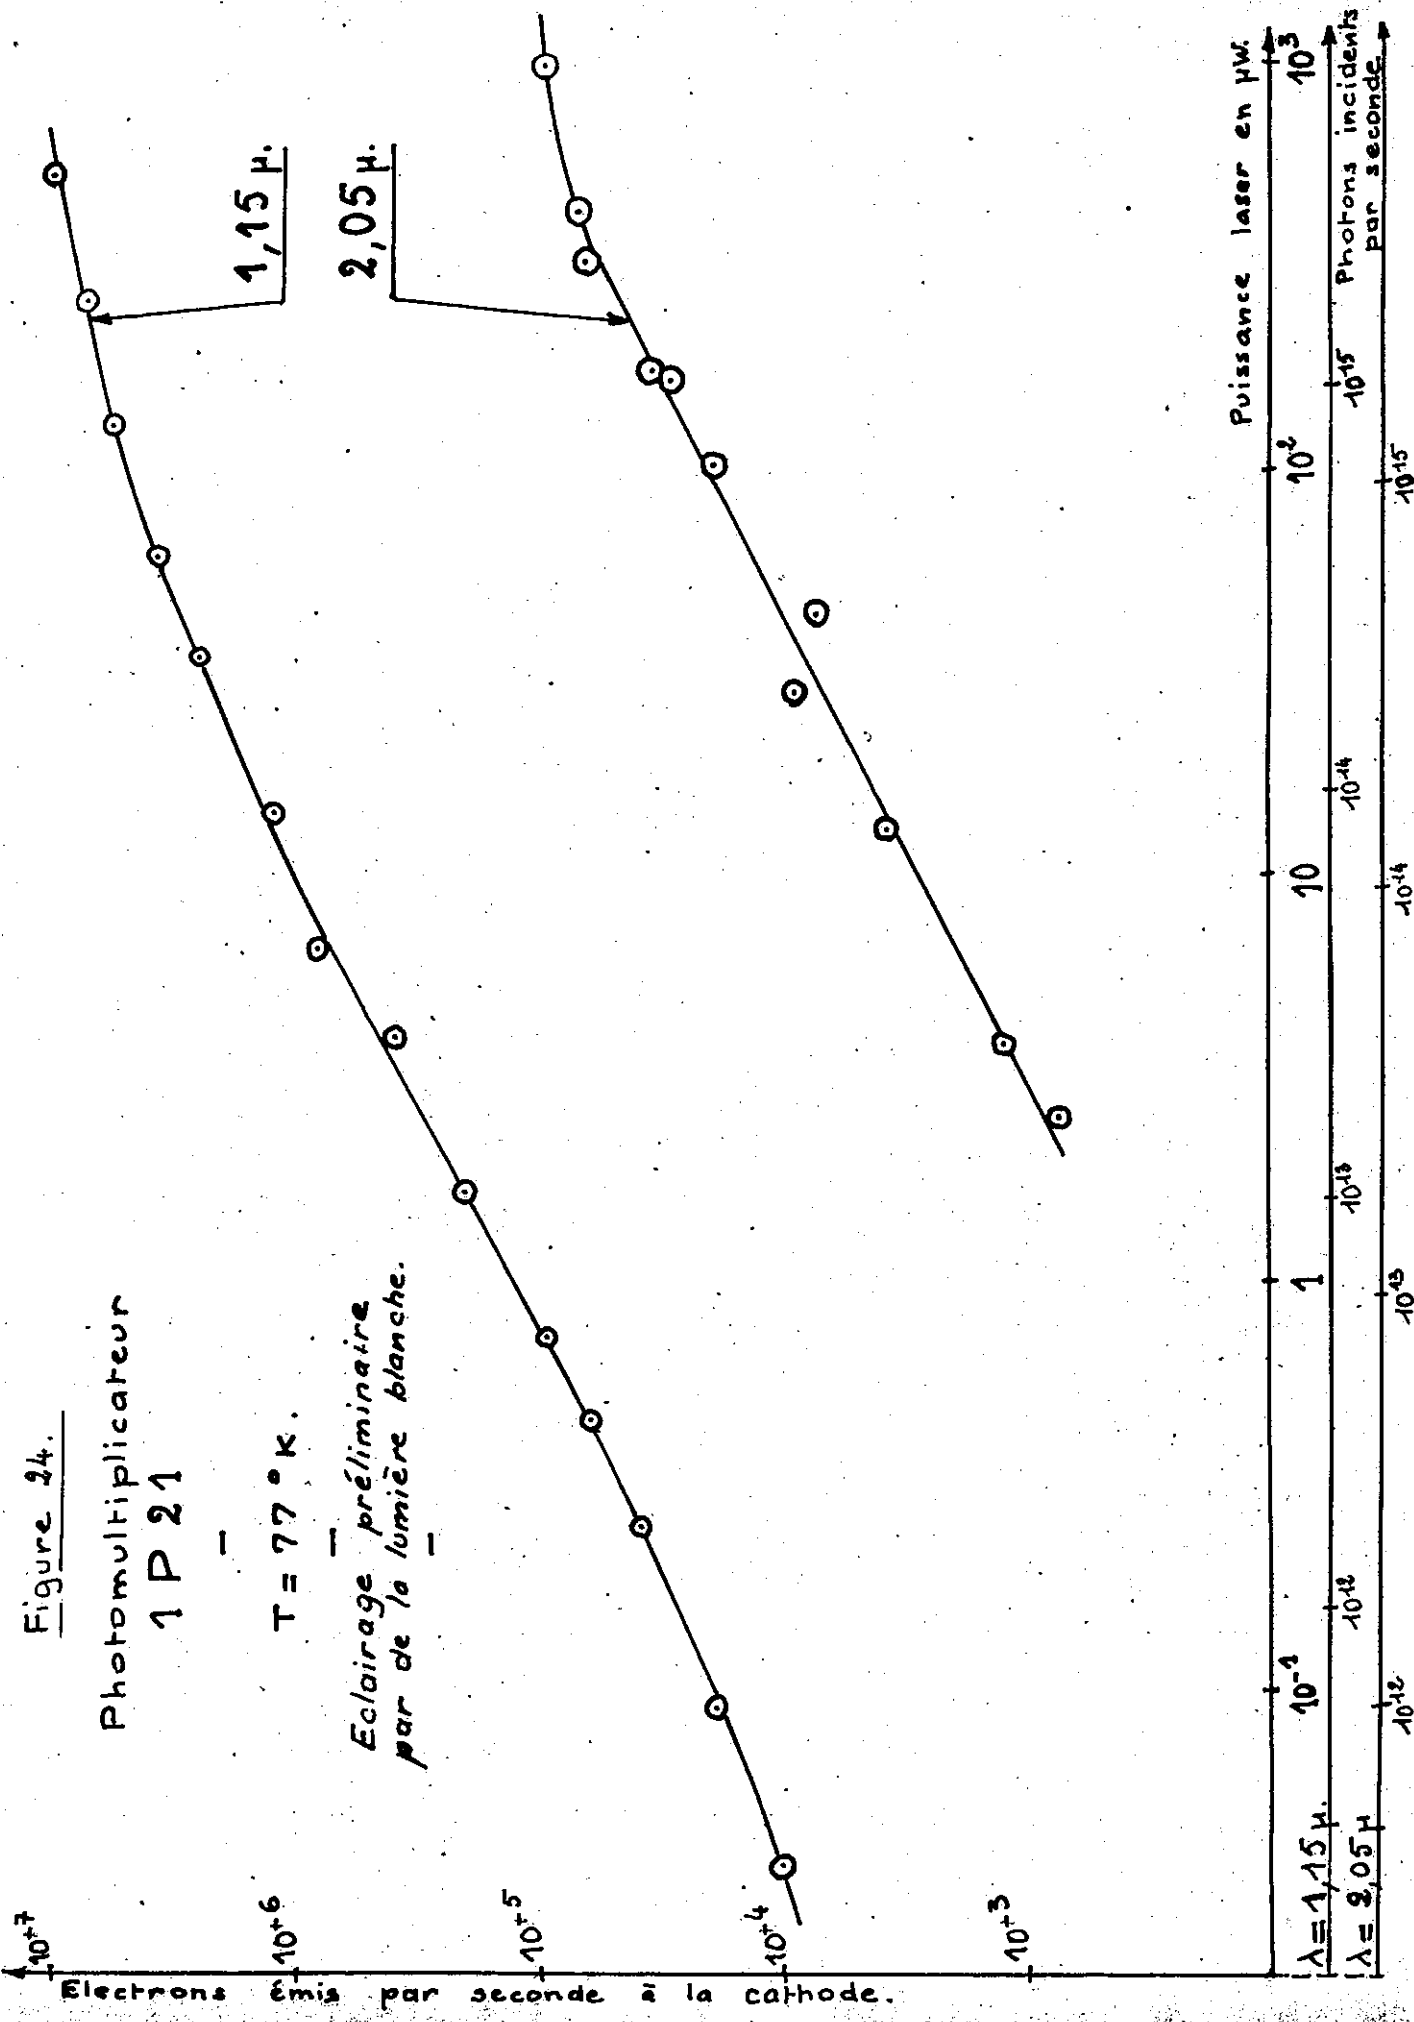 Figure 24.
Photomultiplicateur
1 P 21
T = 77 ° K.
Eclairage préliminaire
par de la lumière blanche.
1,15 µ.
2,05 µ.
10+7
10+6
10+5
10+4
10+3
Electrons émis par seconde à la cathode.
Puissance laser en µW.
10-1
1
10
10²
10³
Photons incidents
par seconde
λ=1,15 µ.
1012
1013
1014
1015
λ= 2,05 µ
1012
1013
1014
1015